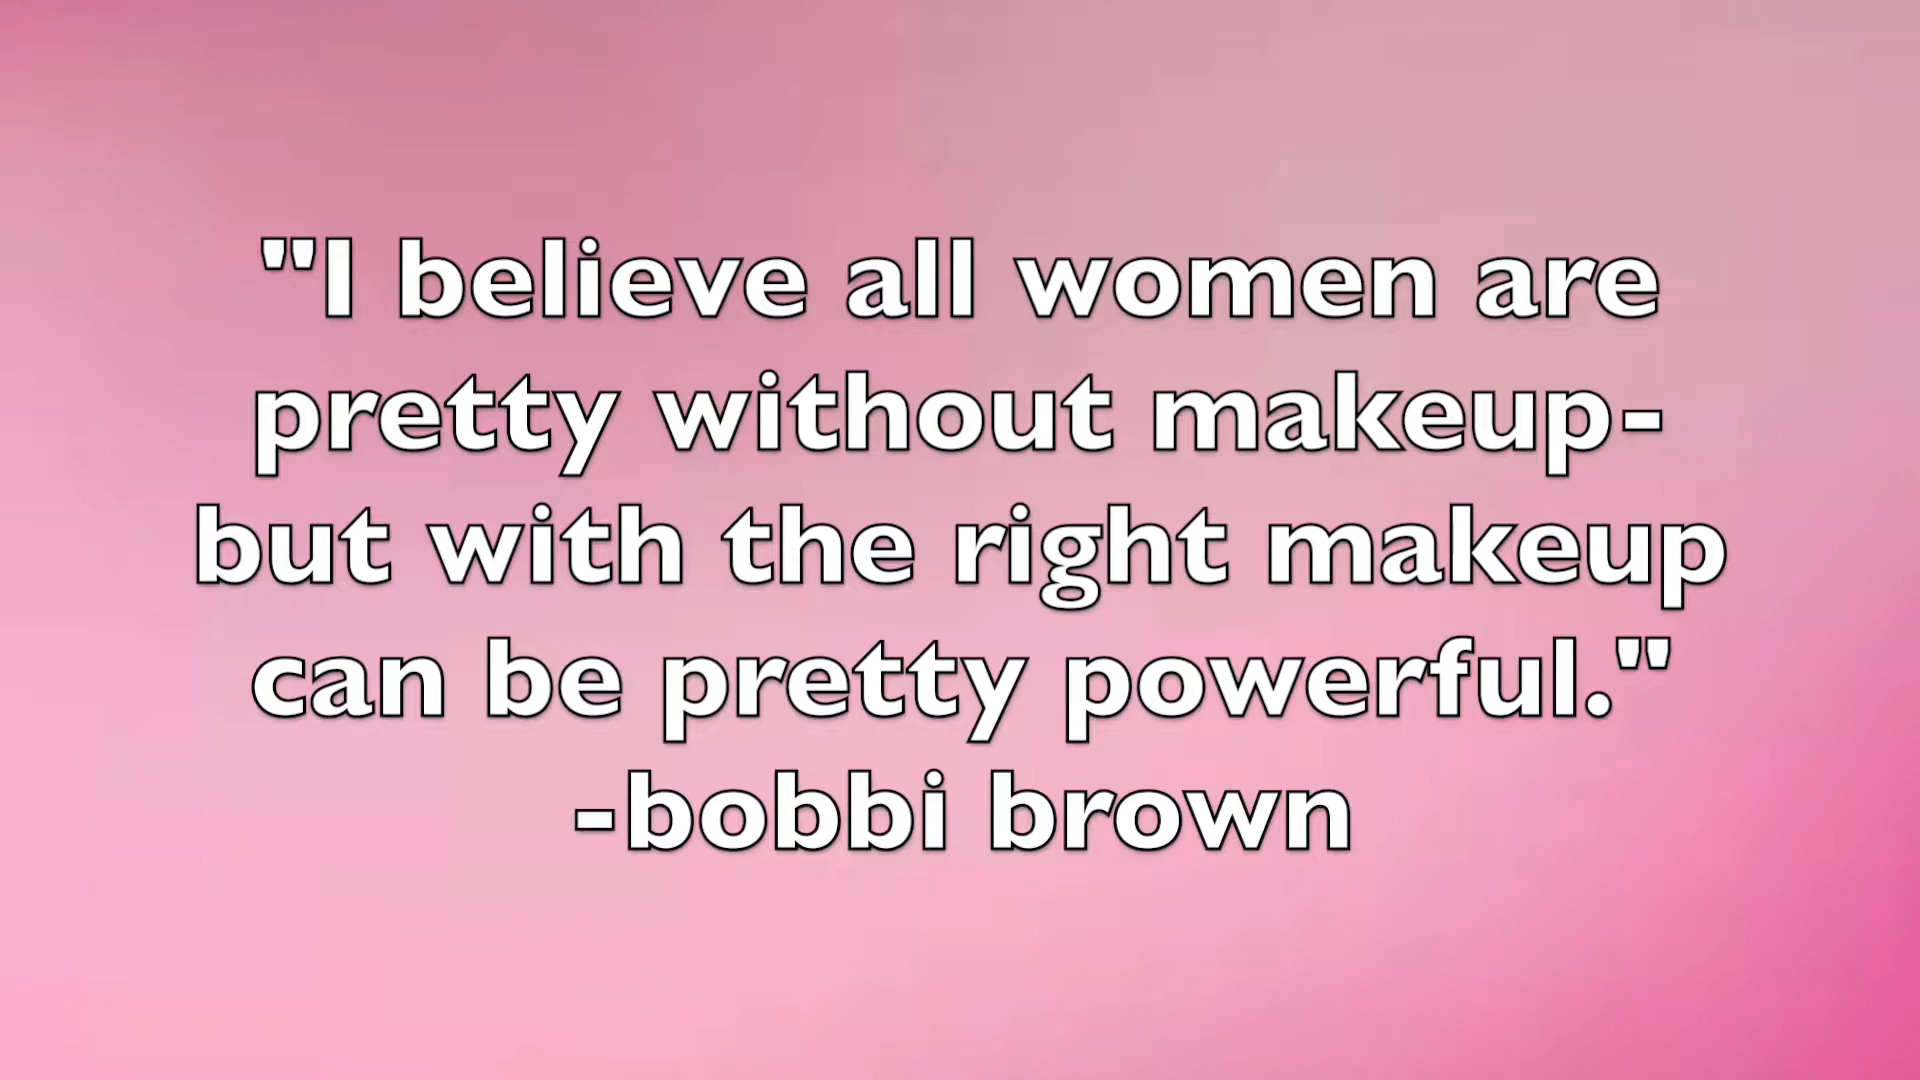 "I believe all women are
pretty without makeup-
but with the right makeup
can be pretty powerful."
-bobbi brown